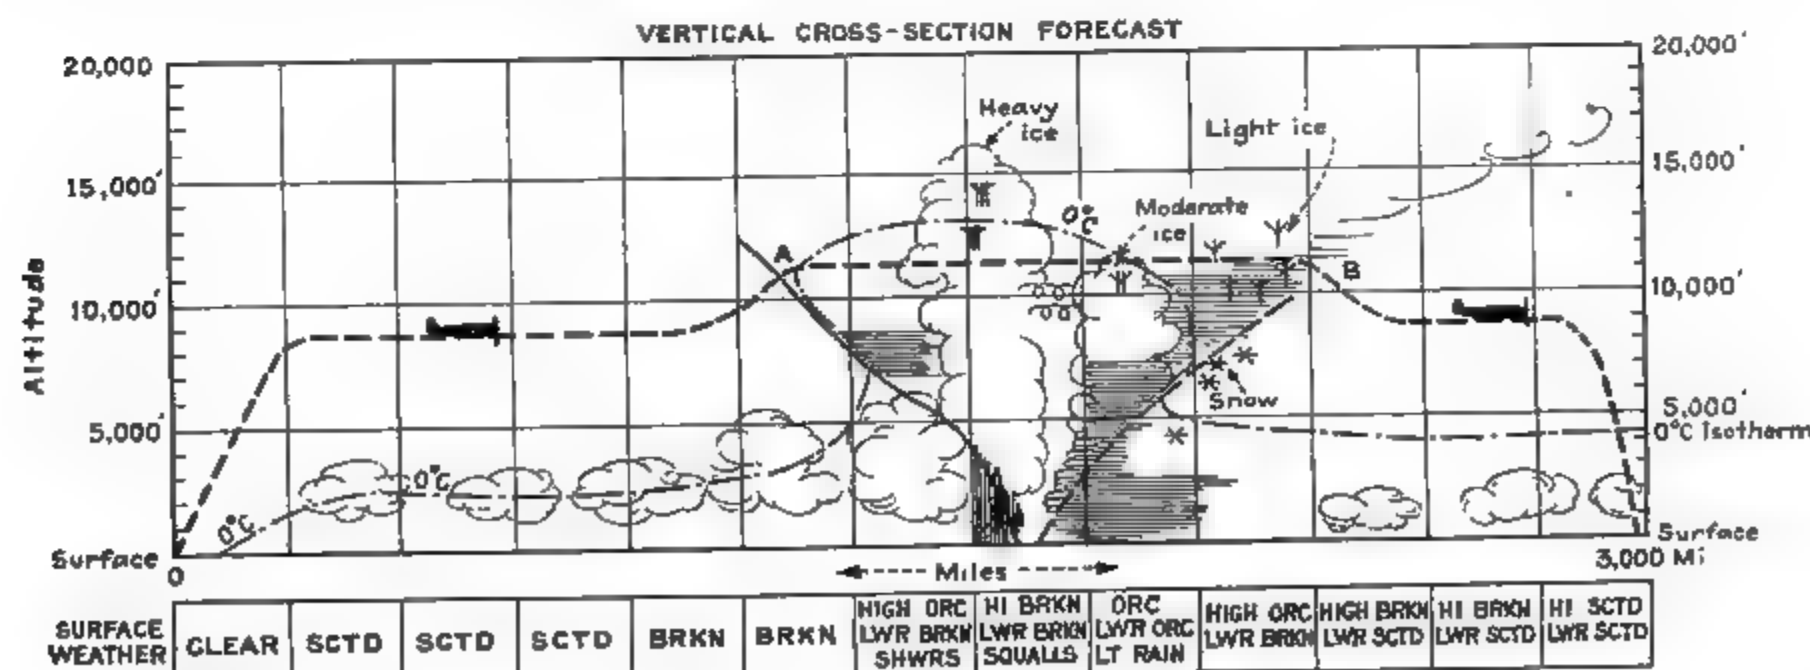 VERTICAL CROSS-SECTION FORECAST
20,000
20,000'
Heavy
ice
Light ice
15,000'
15,000'
Moderate
ice
0°C
A
B
Altitude
10,000'
10,000'
Snow
5,000'
5,000'
0°C Isotherm
0°C
0°C
Surface
Surface
0
Miles
3,000 Mi
SURFACE
WEATHER
CLEAR
SCTD
SCTD
SCTD
BRKN
BRKN
HIGH ORC
LWR BRKN
SHWRS
HI BRKN
LWR BRKN
SQUALLS
ORC
LWR ORC
LT RAIN
HIGH ORC
LWR BRKN
HIGH BRKN
LWR SCTD
HI BRKN
LWR SCTD
HI SCTD
LWR SCTD